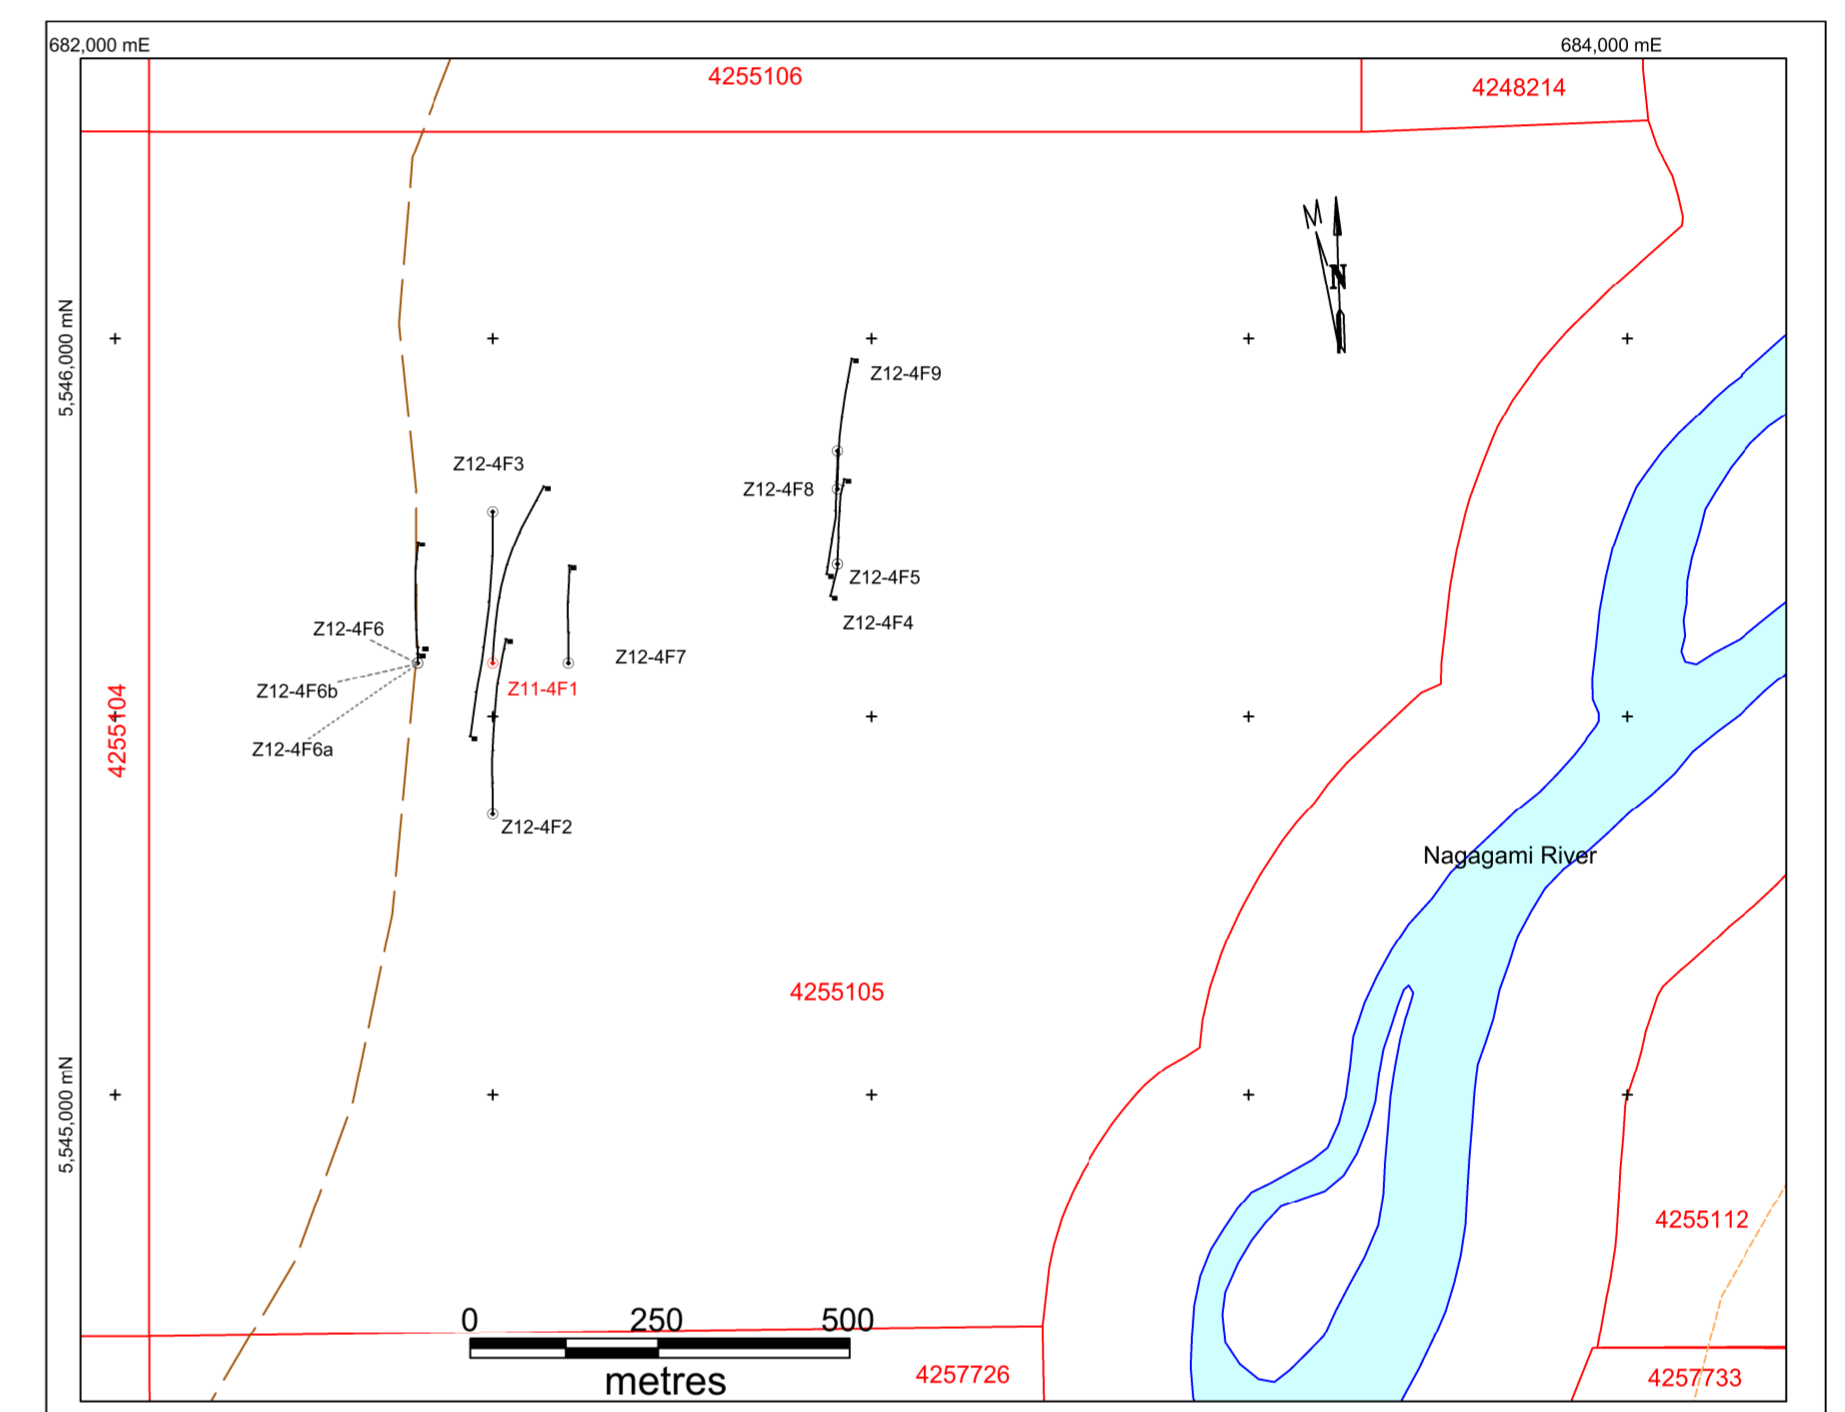 682,000 mE
684,000 mE
4255106
4248214
M
N
5,546,000 mN
Z12-4F9
Z12-4F3
Z12-4F8
Z12-4F5
Z12-4F4
Z12-4F6
Z12-4F7
Z12-4F6b
Z11-4F1
4255104
Z12-4F6a
Z12-4F2
Nagagami River
4255105
5,545,000 mN
4255112
0 250 500
metres
4257726
4257733